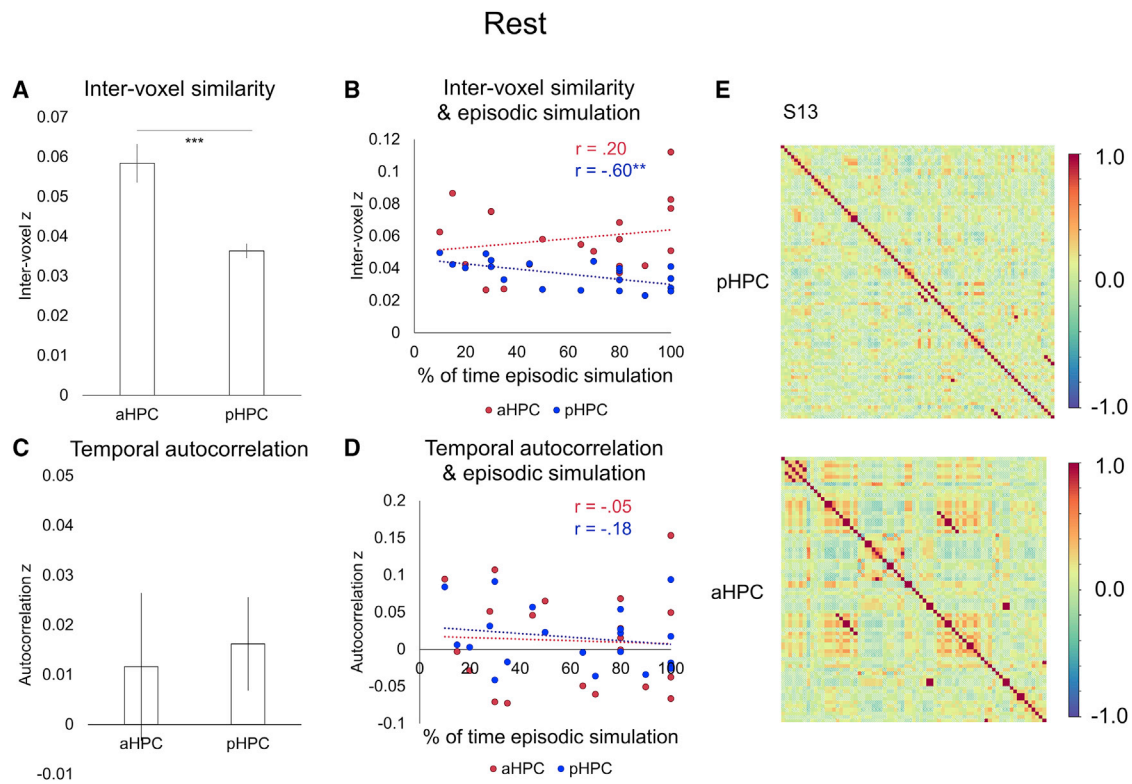 Rest
A
Inter-voxel similarity
0.07
0.06
0.05
0.04
0.03
0.02
0.01
0
Inter-voxel z
***
aHPC
pHPC
B
Inter-voxel similarity
& episodic simulation
r = .20
r = -.60**
0.12
0.1
0.08
0.06
0.04
0.02
0
Inter-voxel z
0
20
40
60
80
100
% of time episodic simulation
aHPC
pHPC
C
Temporal autocorrelation
0.05
0.04
0.03
0.02
0.01
0
-0.01
Autocorrelation z
aHPC
pHPC
D
Temporal autocorrelation
& episodic simulation
r = -.05
r = -.18
0.2
0.15
0.1
0.05
0
-0.05
-0.1
Autocorrelation z
0
20
40
60
80
100
% of time episodic simulation
aHPC
pHPC
E
S13
pHPC
1.0
0.0
-1.0
aHPC
1.0
0.0
-1.0